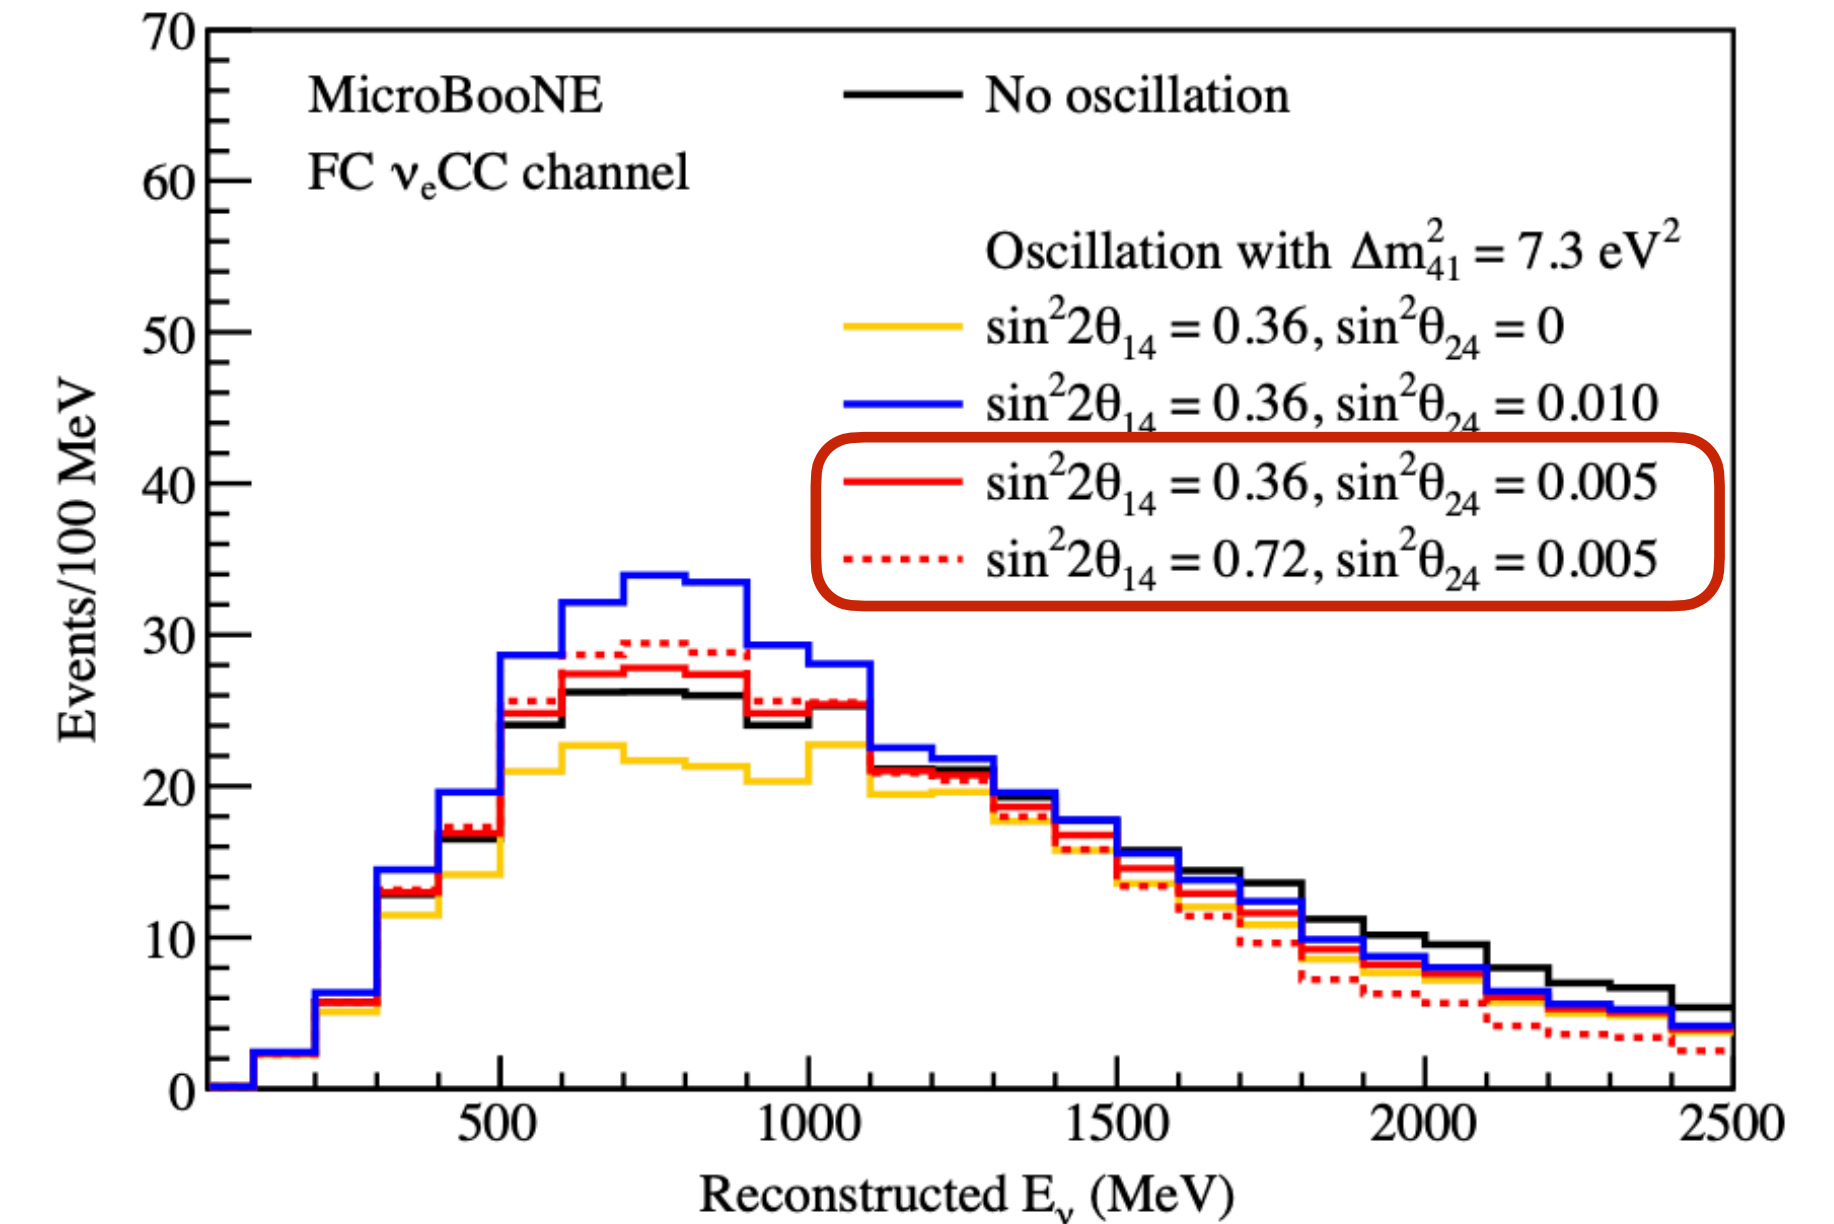 70
60
50
40
30
20
10
0
Events/100 MeV
MicroBooNE
FC νₑCC channel
No oscillation
Oscillation with Δm²₄₁ = 7.3 eV²
sin²2θ₁₄ = 0.36, sin²θ₂₄ = 0
sin²2θ₁₄ = 0.36, sin²θ₂₄ = 0.010
sin²2θ₁₄ = 0.36, sin²θ₂₄ = 0.005
sin²2θ₁₄ = 0.72, sin²θ₂₄ = 0.005
500 1000 1500 2000 2500
Reconstructed Eᵥ (MeV)